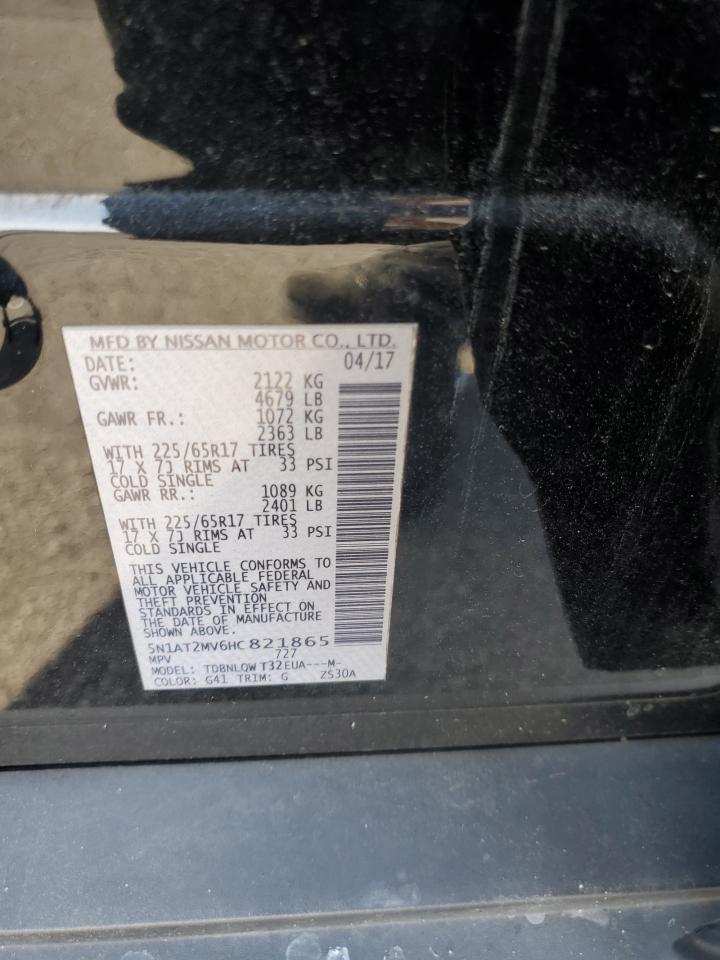 MFD BY NISSAN MOTOR CO., LTD.
DATE: 04/17
GVWR: 2122 KG
4679 LB
GAWR FR.: 1072 KG
2363 LB
WITH 225/65R17 TIRES
17 X 7J RIMS AT 33 PSI
COLD SINGLE
GAWR RR.: 1089 KG
2401 LB
WITH 225/65R17 TIRES
17 X 7J RIMS AT 33 PSI
COLD SINGLE
THIS VEHICLE CONFORMS TO
ALL APPLICABLE FEDERAL
MOTOR VEHICLE SAFETY AND
THEFT PREVENTION
STANDARDS IN EFFECT ON
THE DATE OF MANUFACTURE
SHOWN ABOVE.
5N1AT2MV6HC821865
MPV 727
MODEL: TDBNLQW T32EUA---M-
COLOR: G41 TRIM: G ZS30A